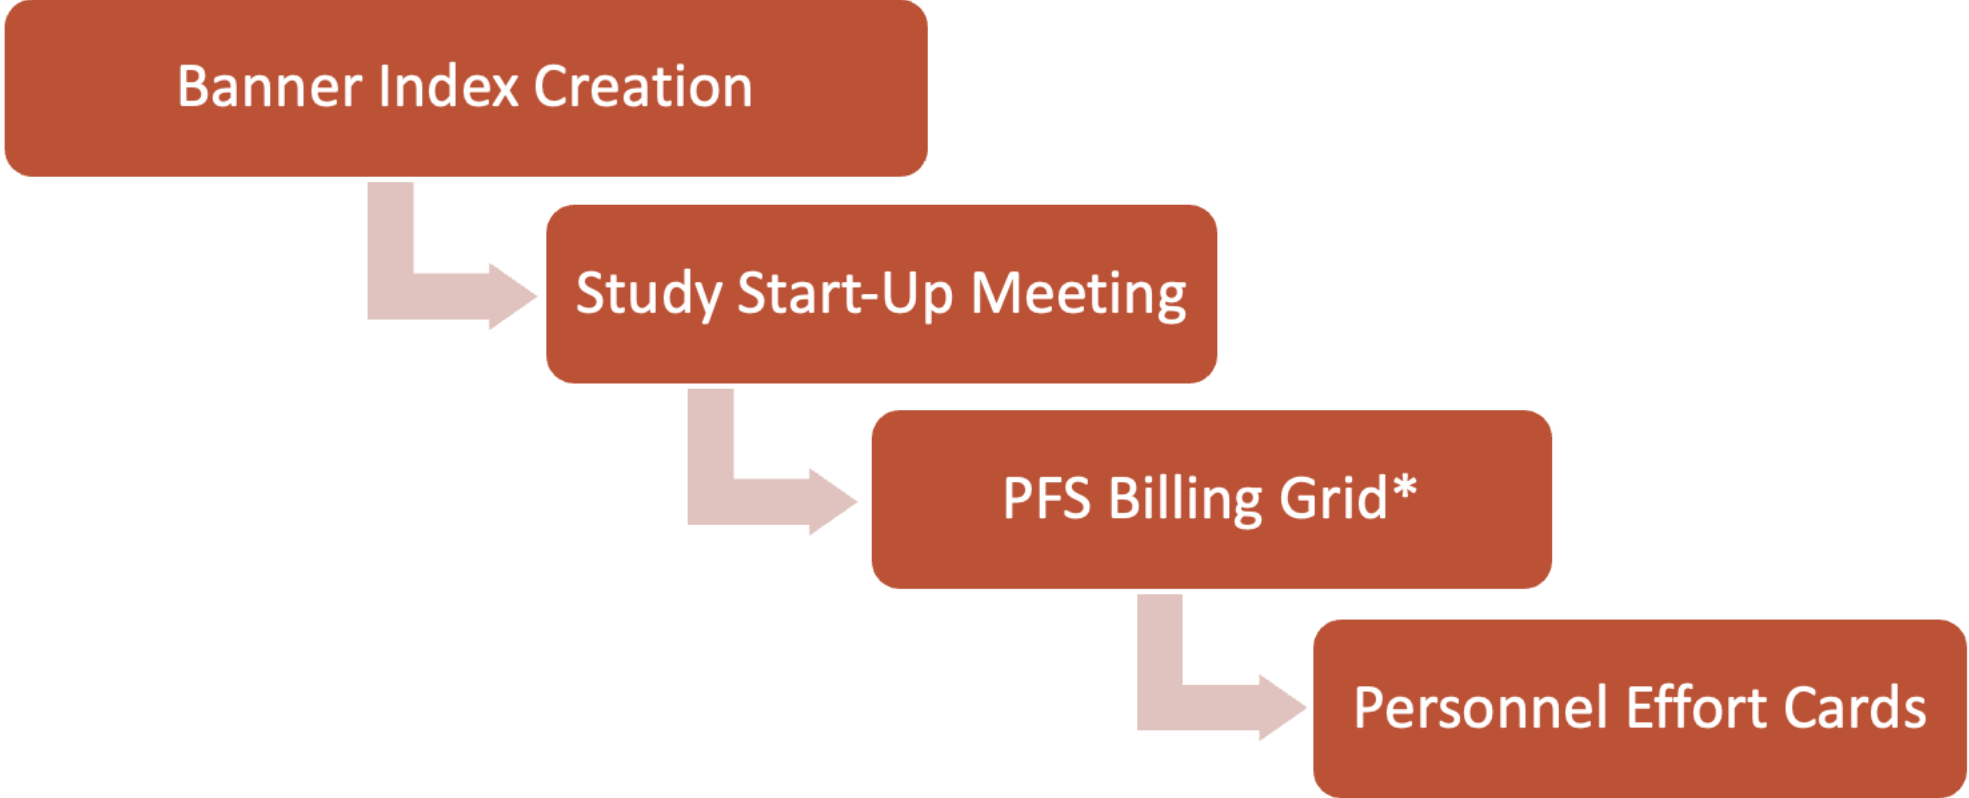 Banner Index Creation
Study Start-Up Meeting
PFS Billing Grid*
Personnel Effort Cards